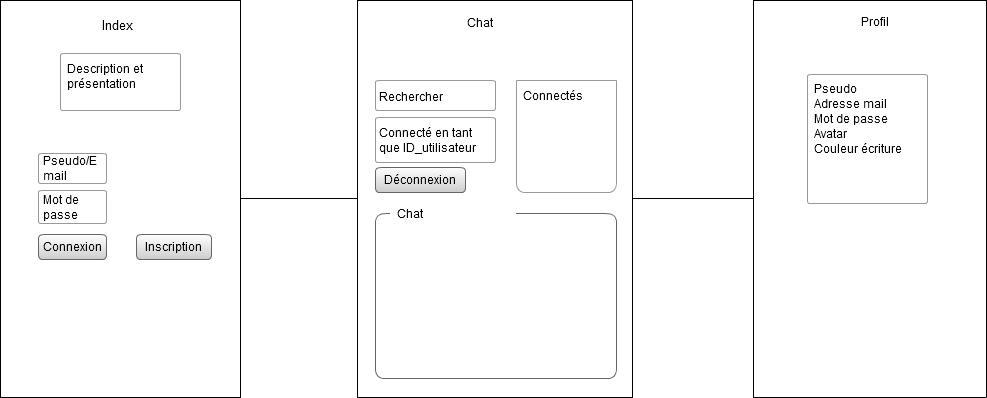 Index
Description et
présentation
Pseudo/E
mail
Mot de
passe
Connexion
Inscription
Chat
Rechercher
Connecté en tant
que ID_utilisateur
Déconnexion
Connectés
Chat
Profil
Pseudo
Adresse mail
Mot de passe
Avatar
Couleur écriture